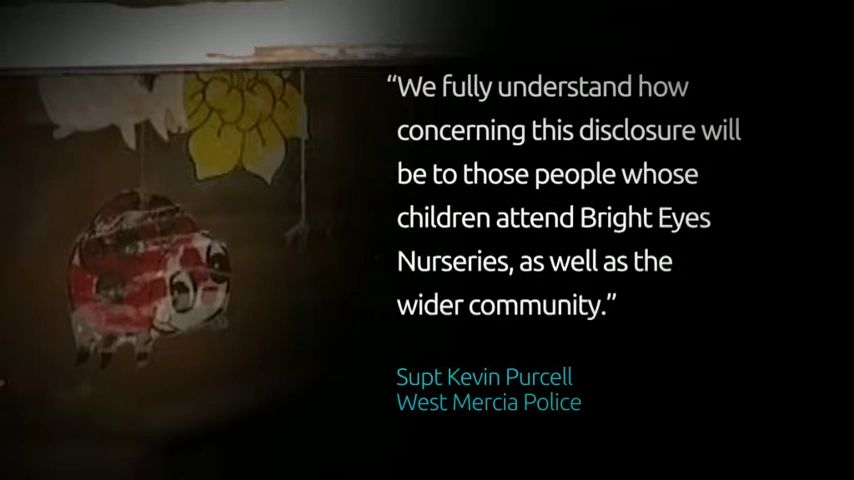 “We fully understand how
concerning this disclosure will
be to those people whose
children attend Bright Eyes
Nurseries, as well as the
wider community.”
Supt Kevin Purcell
West Mercia Police